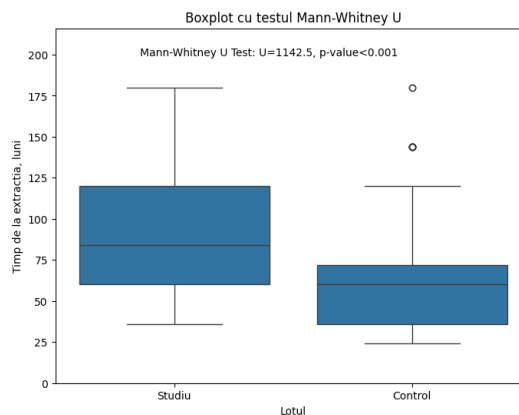 Boxplot cu testul Mann-Whitney U
Mann-Whitney U Test: U=1142.5, p-value<0.001
Timp de la extractia, luni
200
175
150
125
100
75
50
25
0
Studiu
Control
Lotul